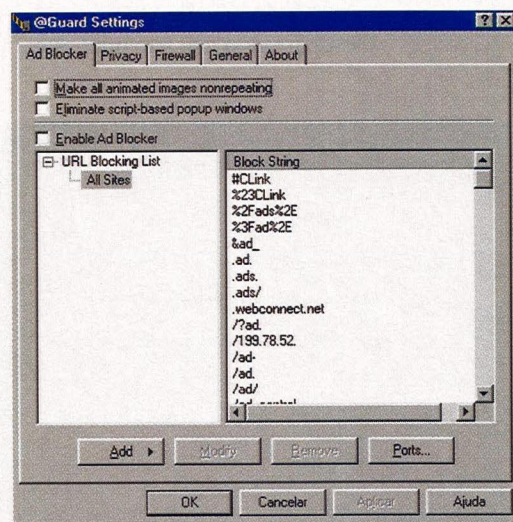 @Guard Settings
Ad Blocker Privacy Firewall General About
Make all animated images nonrepeating
Eliminate script-based popup windows
Enable Ad Blocker
URL Blocking List
All Sites
Block String
#CLink
%23CLink
%2Fads%2E
%3Fad%2E
&ad_
.ad.
.ads.
.ads/
.webconnect.net
/?ad.
/199.78.52.
/ad-
/ad.
/ad/
Add Modify Remove Ports...
OK Cancelar Aplicar Ajuda